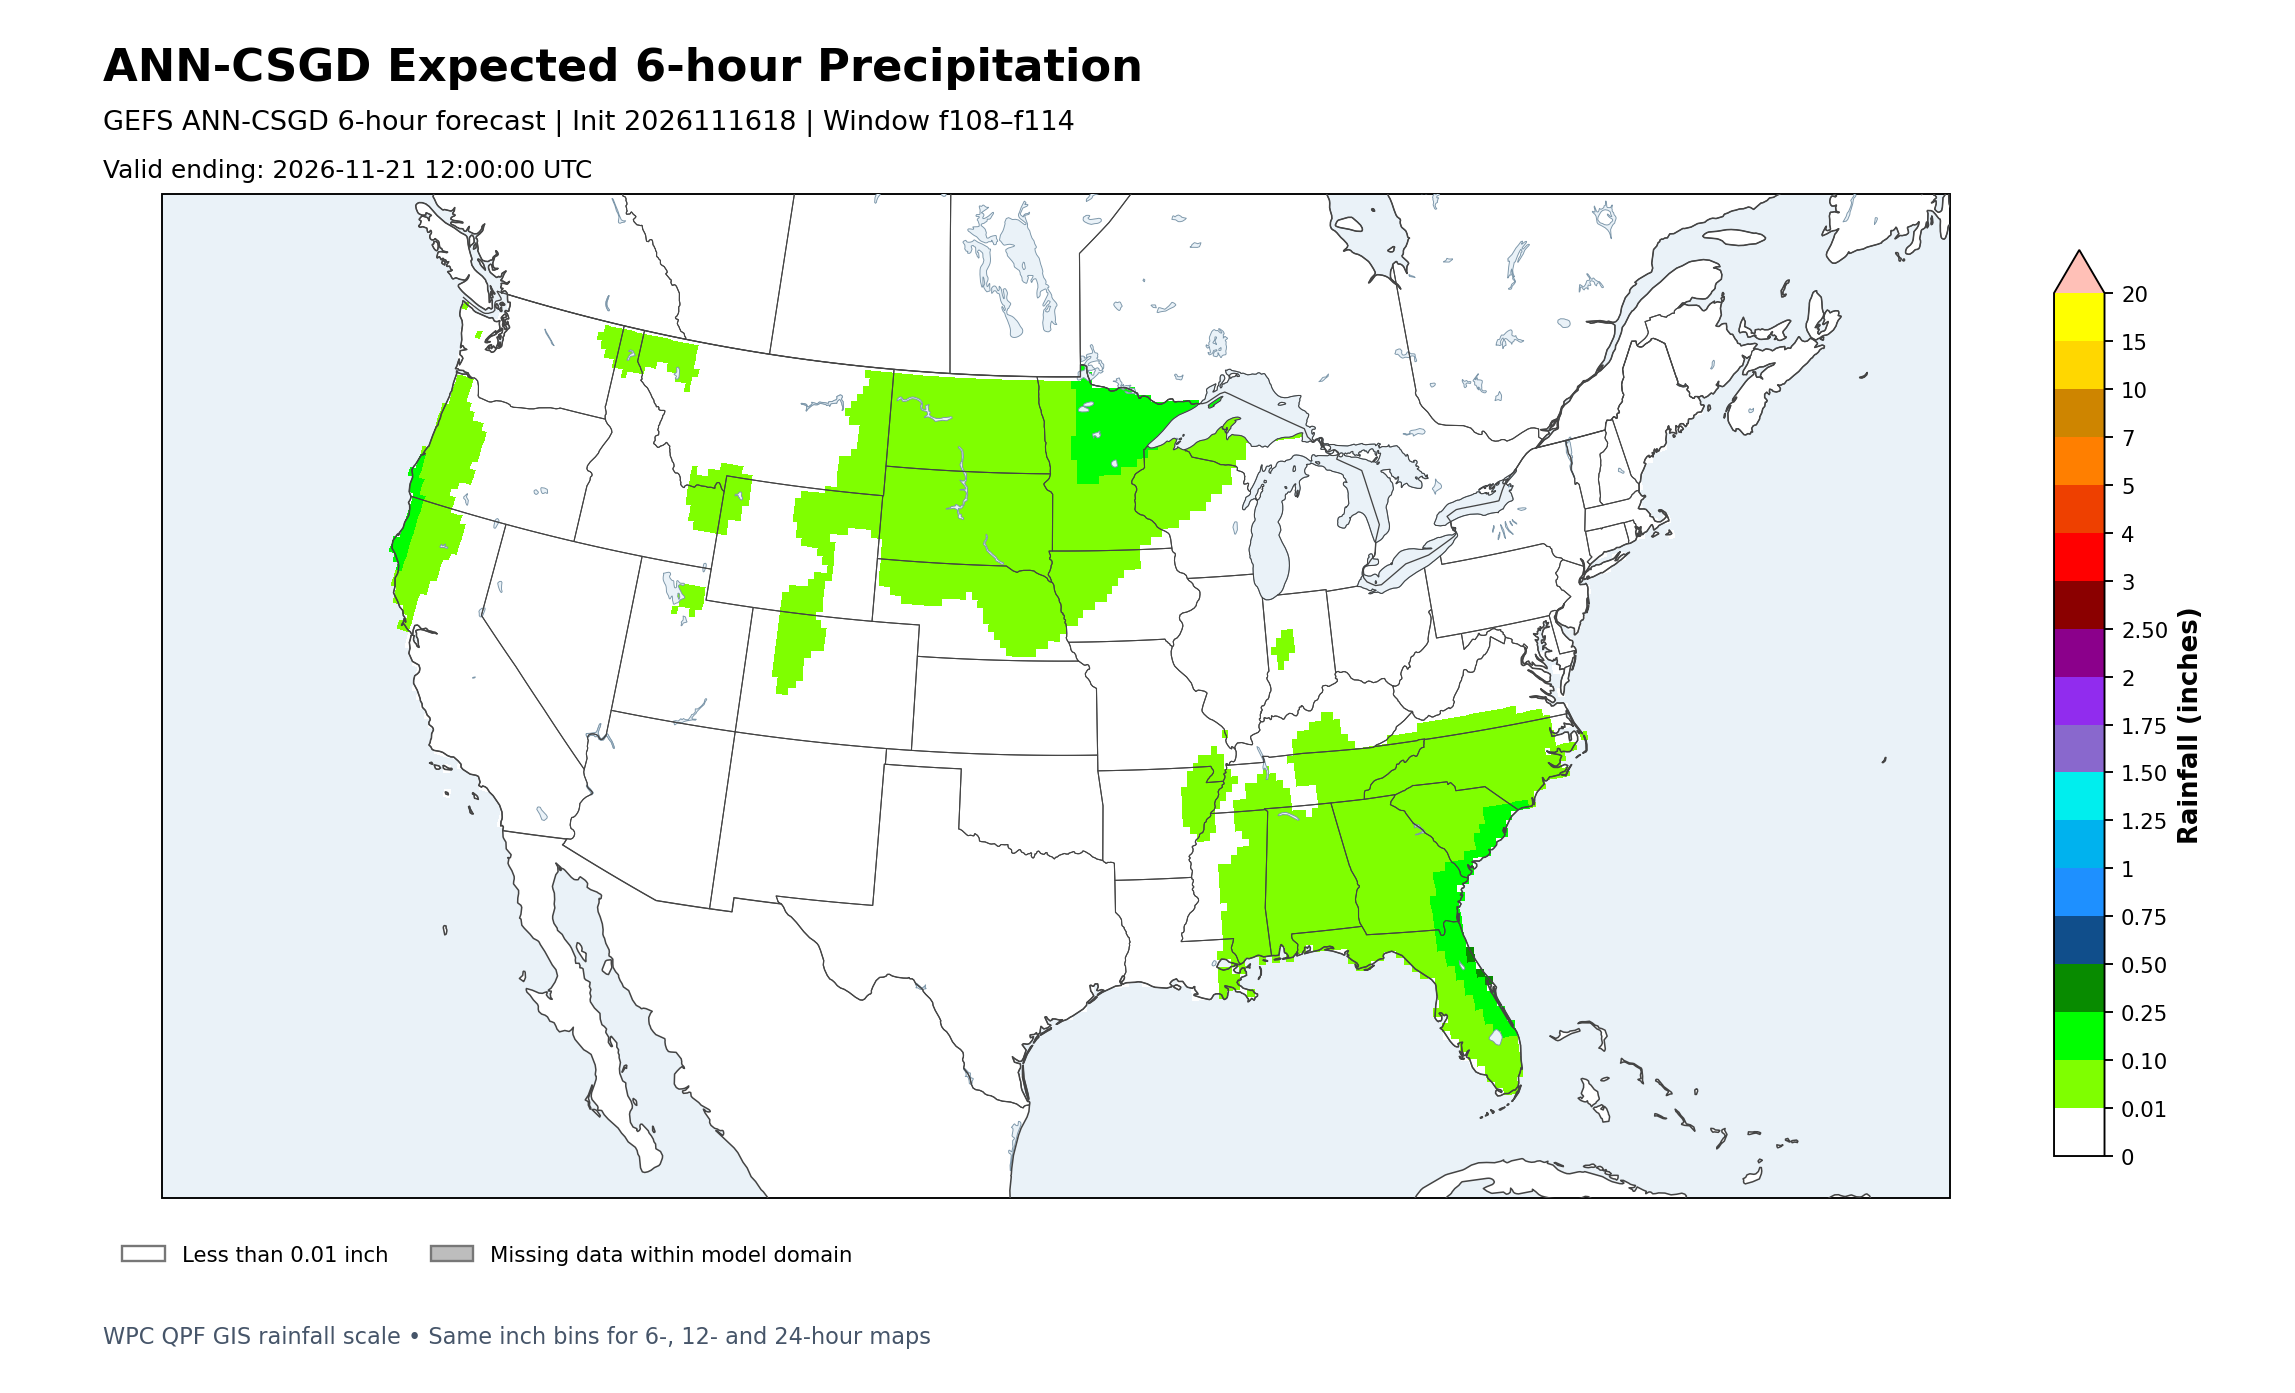 ANN-CSGD Expected 6-hour Precipitation
GEFS ANN-CSGD 6-hour forecast | Init 2026111618 | Window f108–f114
Valid ending: 2026-11-21 12:00:00 UTC
20
15
10
7
5
4
3
2.50
2
1.75
1.50
1.25
1
0.75
0.50
0.25
0.10
0.01
0
Rainfall (inches)
Less than 0.01 inch
Missing data within model domain
WPC QPF GIS rainfall scale • Same inch bins for 6-, 12- and 24-hour maps